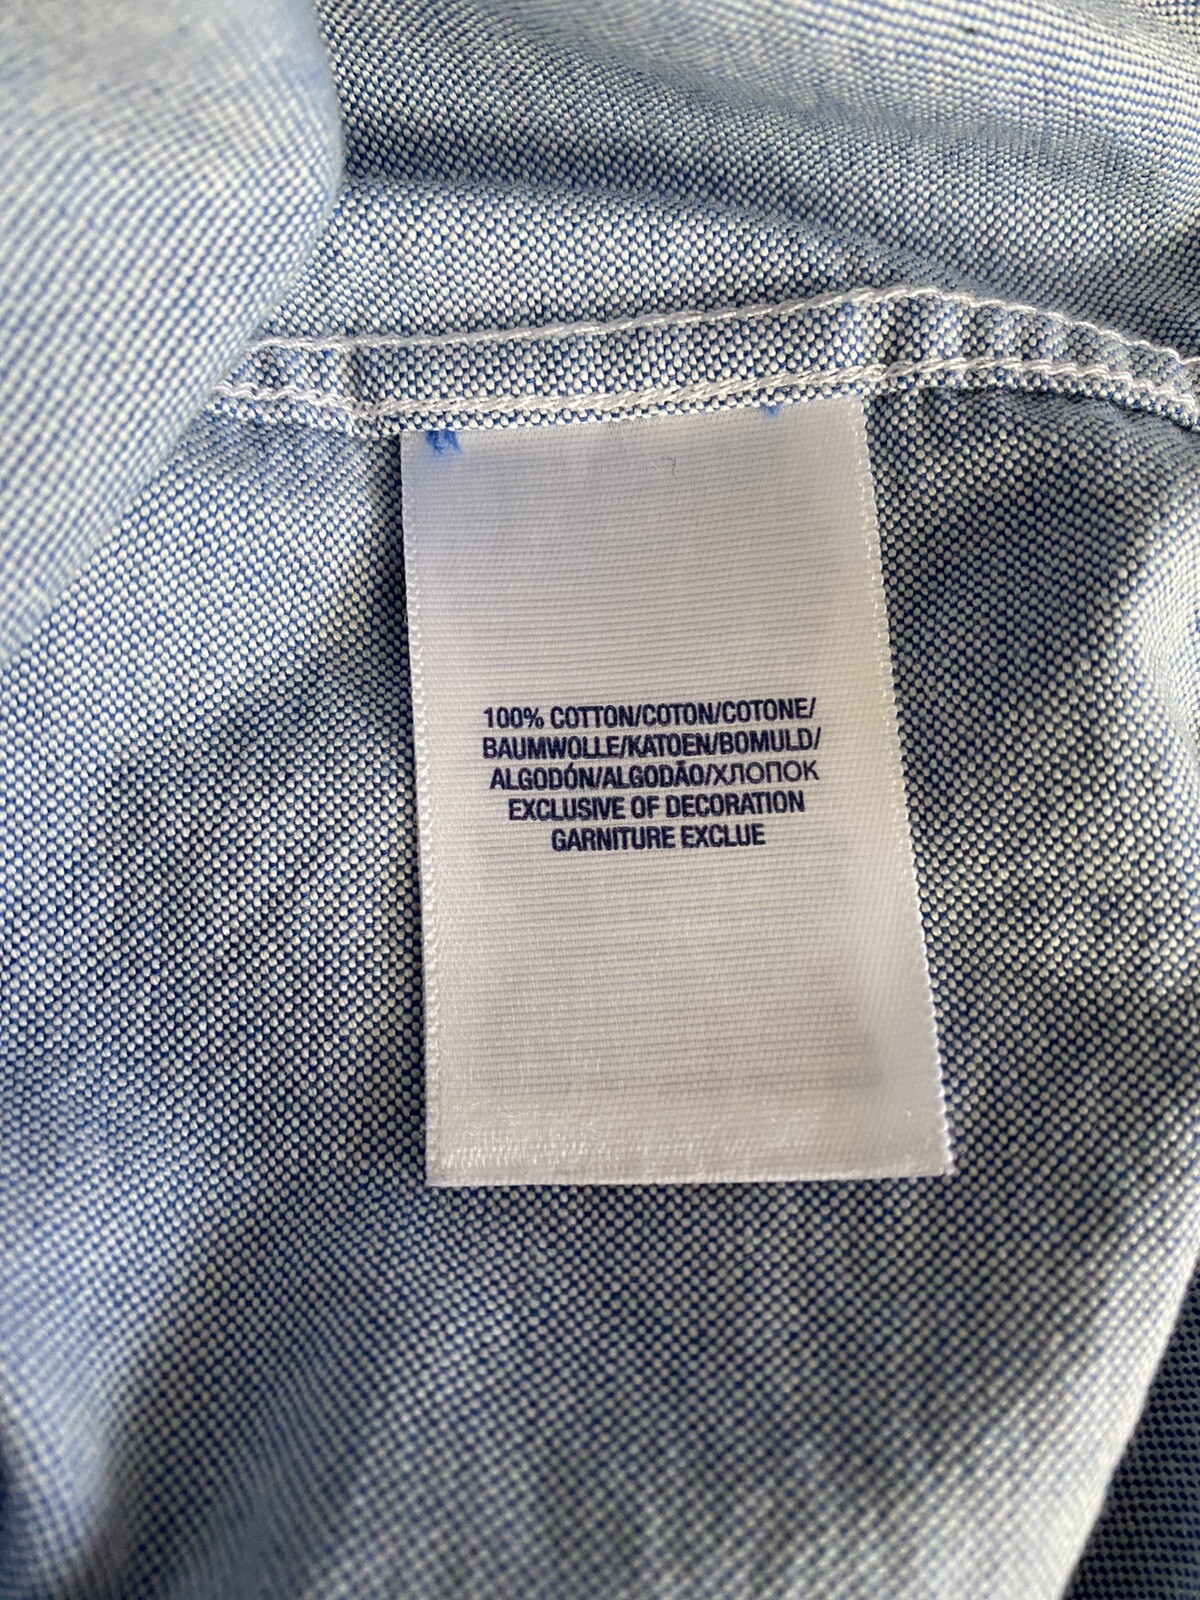 100% COTTON/COTON/COTONE/
BAUMWOLLE/KATOEN/BOMULD/
ALGODÓN/ALGODÃO/ХЛОПОК
EXCLUSIVE OF DECORATION
GARNITURE EXCLUE